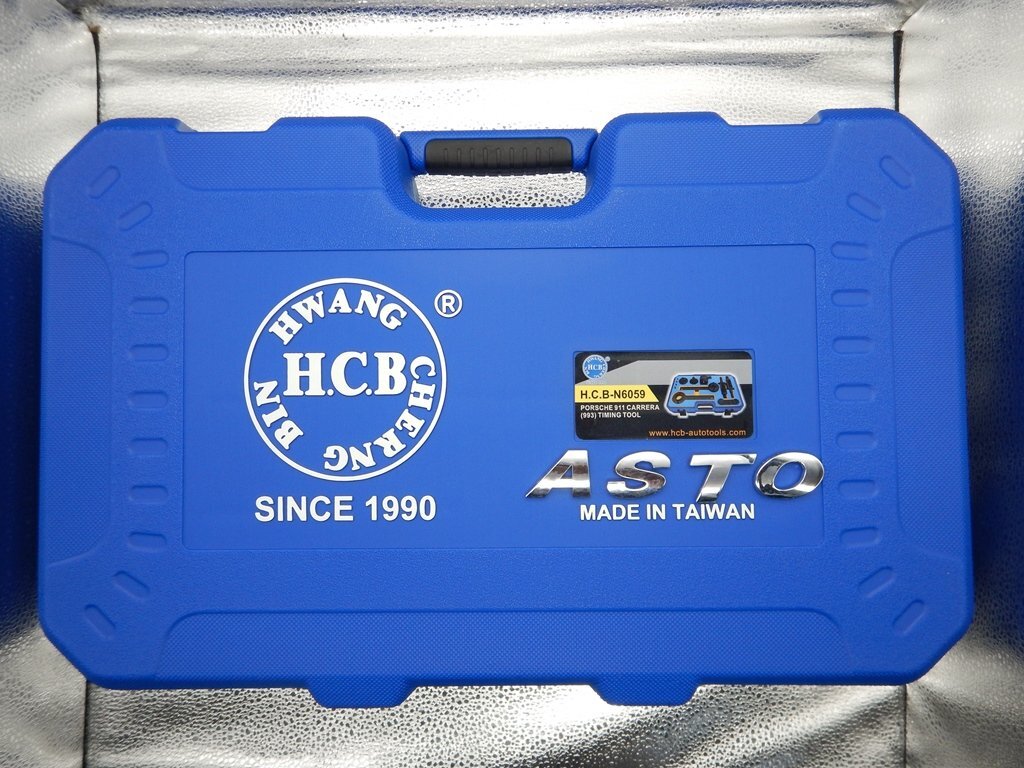 HWANG
CHERNG
BIN
H.C.B
®
SINCE 1990
HWANG
H.C.B
H.C.B-N6059
PORSCHE 911 CARRERA
(993) TIMING TOOL
www.hcb-autotools.com
ASTO
MADE IN TAIWAN